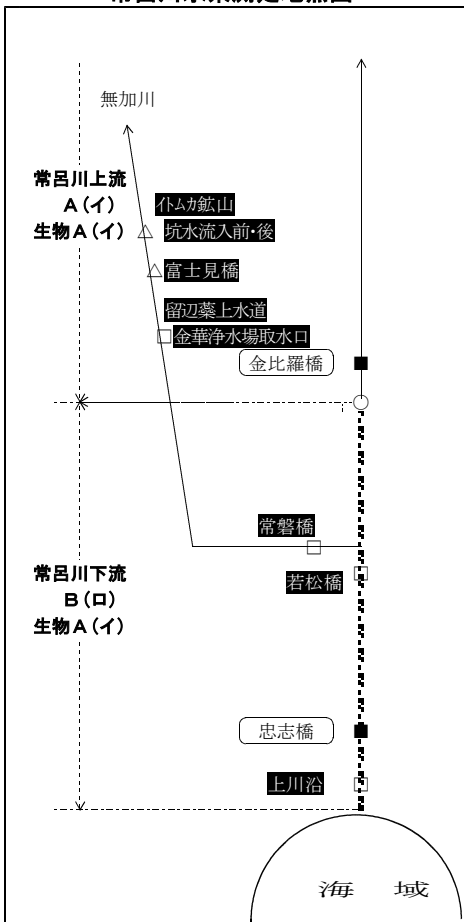 無加川
常呂川上流
A(イ)
生物A(イ)
ｲﾄﾑｶ鉱山
坑水流入前・後
富士見橋
留辺蘂上水道
金華浄水場取水口
金比羅橋
常磐橋
若松橋
常呂川下流
B(ロ)
生物A(イ)
忠志橋
上川沿
海 域